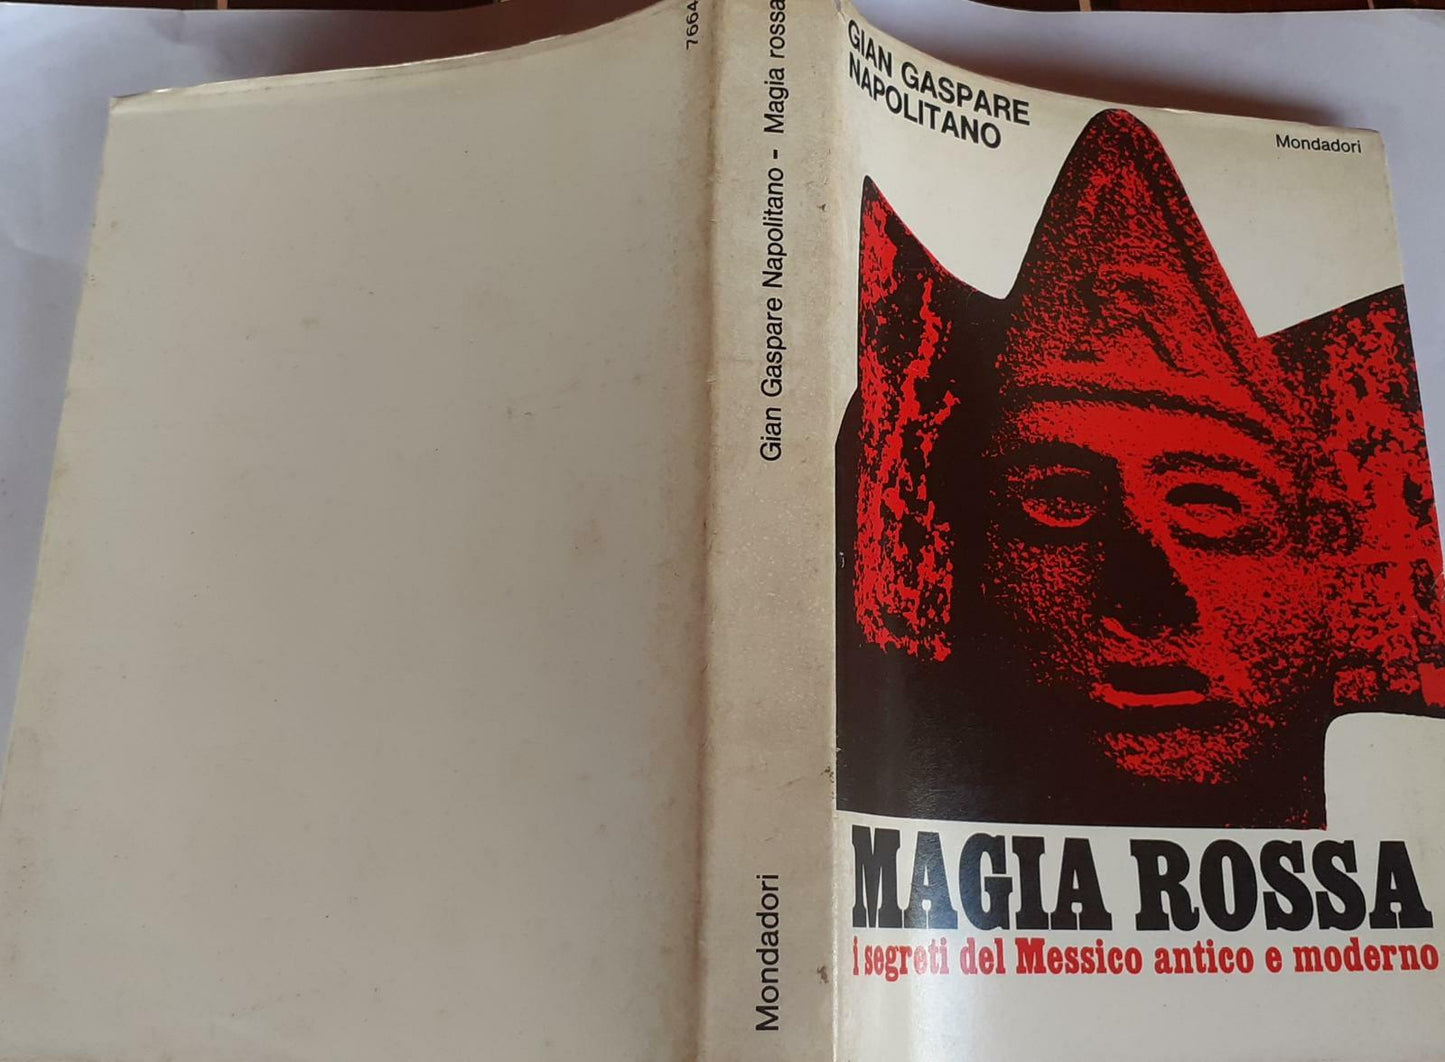 7664
Gian Gaspare Napolitano - Magia rossa
Mondadori
GIAN GASPARE
NAPOLITANO
Mondadori
MAGIA ROSSA
i segreti del Messico antico e moderno